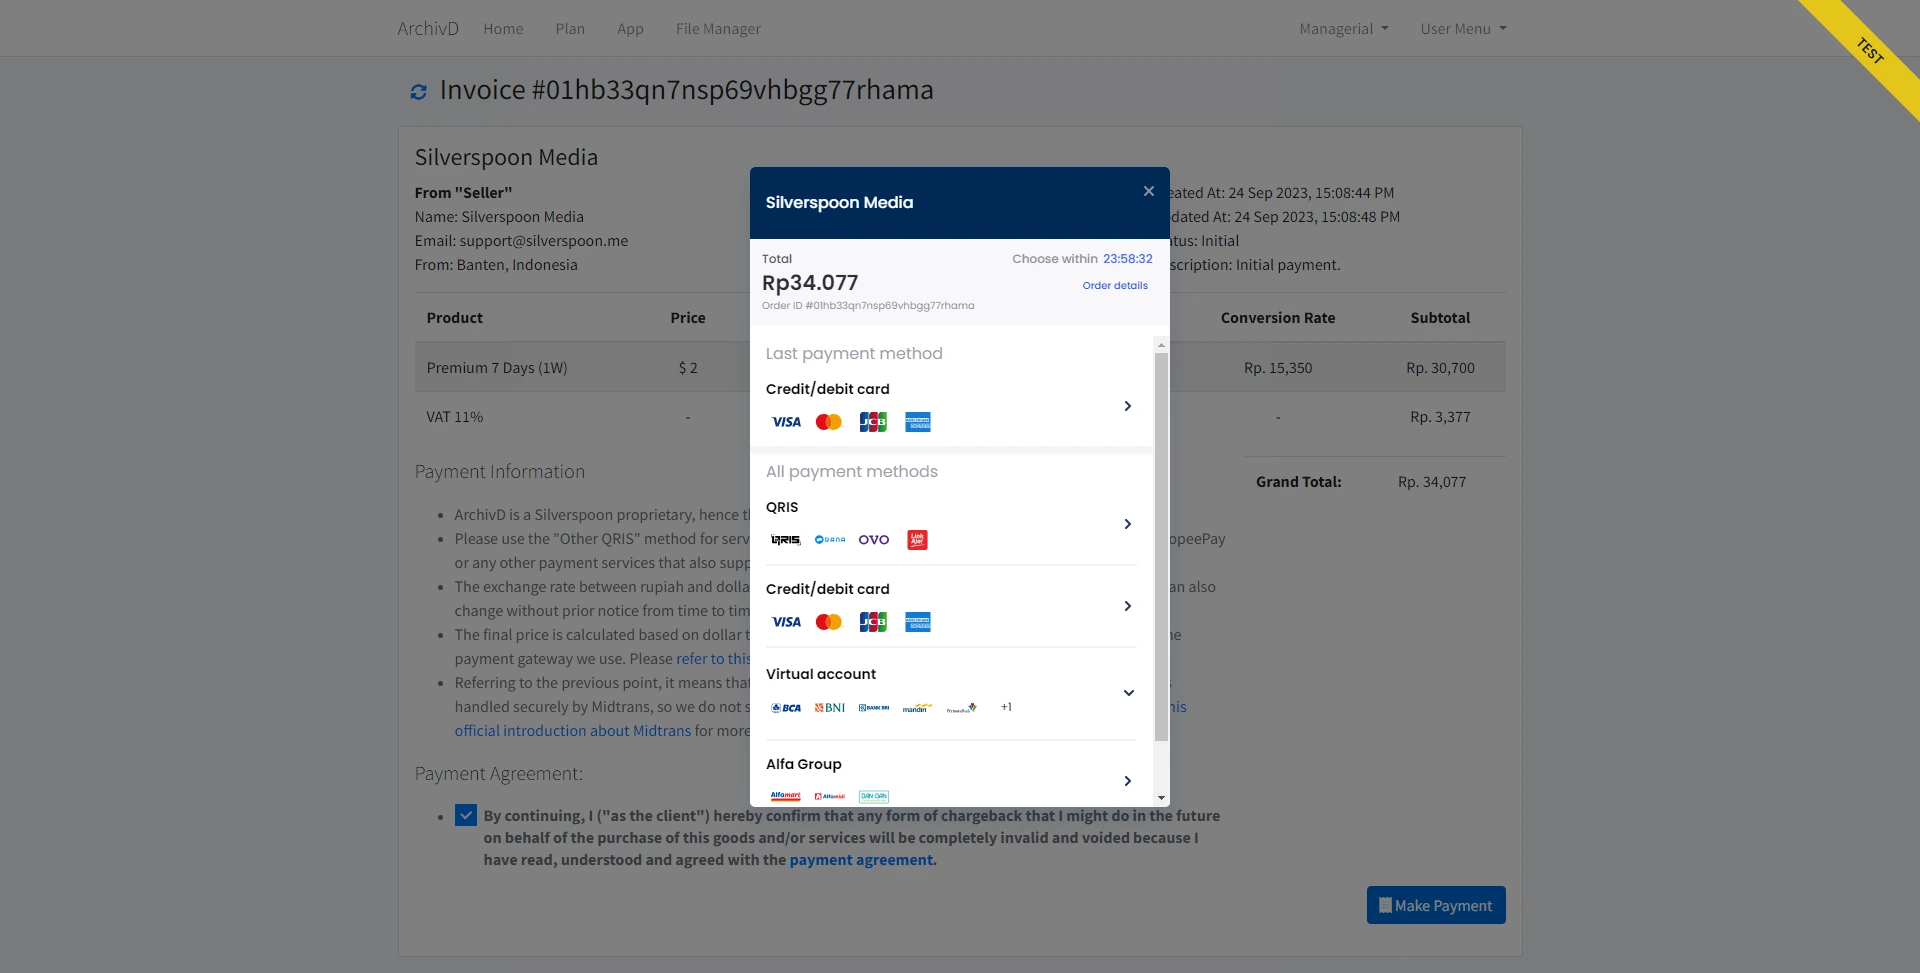 ArchivD Home Plan App File Manager Managerial User Menu
TEST
Invoice #01hb33qn7nsp69vhbgg77rhama
Silverspoon Media
From "Seller"
Name: Silverspoon Media
Email: support@silverspoon.me
From: Banten, Indonesia
eated At: 24 Sep 2023, 15:08:44 PM
dated At: 24 Sep 2023, 15:08:48 PM
tus: Initial
scription: Initial payment.
Product Price Conversion Rate Subtotal
Premium 7 Days (1W) $ 2 Rp. 15,350 Rp. 30,700
VAT 11% - - Rp. 3,377
Grand Total: Rp. 34,077
Payment Information
ArchivD is a Silverspoon proprietary, hence th
Please use the "Other QRIS" method for serv opeePay
or any other payment services that also supp
The exchange rate between rupiah and dolla an also
change without prior notice from time to tim
The final price is calculated based on dollar t he
payment gateway we use. Please refer to this
Referring to the previous point, it means that s
handled securely by Midtrans, so we do not s his
official introduction about Midtrans for more
Payment Agreement:
By continuing, I ("as the client") hereby confirm that any form of chargeback that I might do in the future
on behalf of the purchase of this goods and/or services will be completely invalid and voided because I
have read, understood and agreed with the payment agreement.
Make Payment
Silverspoon Media
Total Choose within 23:58:32
Rp34.077 Order details
Order ID #01hb33qn7nsp69vhbgg77rhama
Last payment method
Credit/debit card
VISA JCB AMERICAN EXPRESS
All payment methods
QRIS
QRIS DANA OVO LinkAja!
Credit/debit card
VISA JCB AMERICAN EXPRESS
Virtual account
BCA BNI BANK BRI mandiri PermataBank +1
Alfa Group
Alfamart Alfamidi DAN DAN